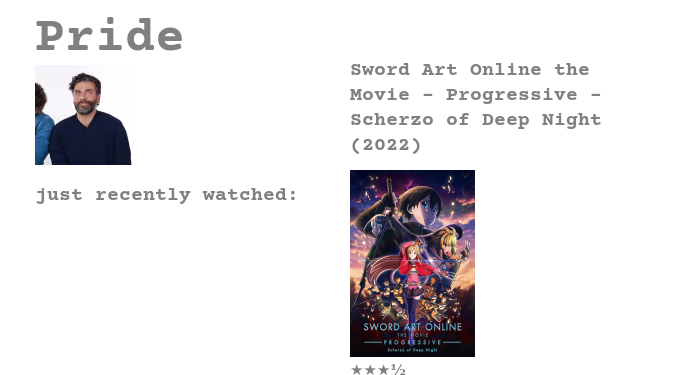 Pride
just recently watched:
Sword Art Online the
Movie – Progressive –
Scherzo of Deep Night
(2022)
SWORD ART ONLINE
THE MOVIE
PROGRESSIVE
Scherzo of Deep Night
★★★½